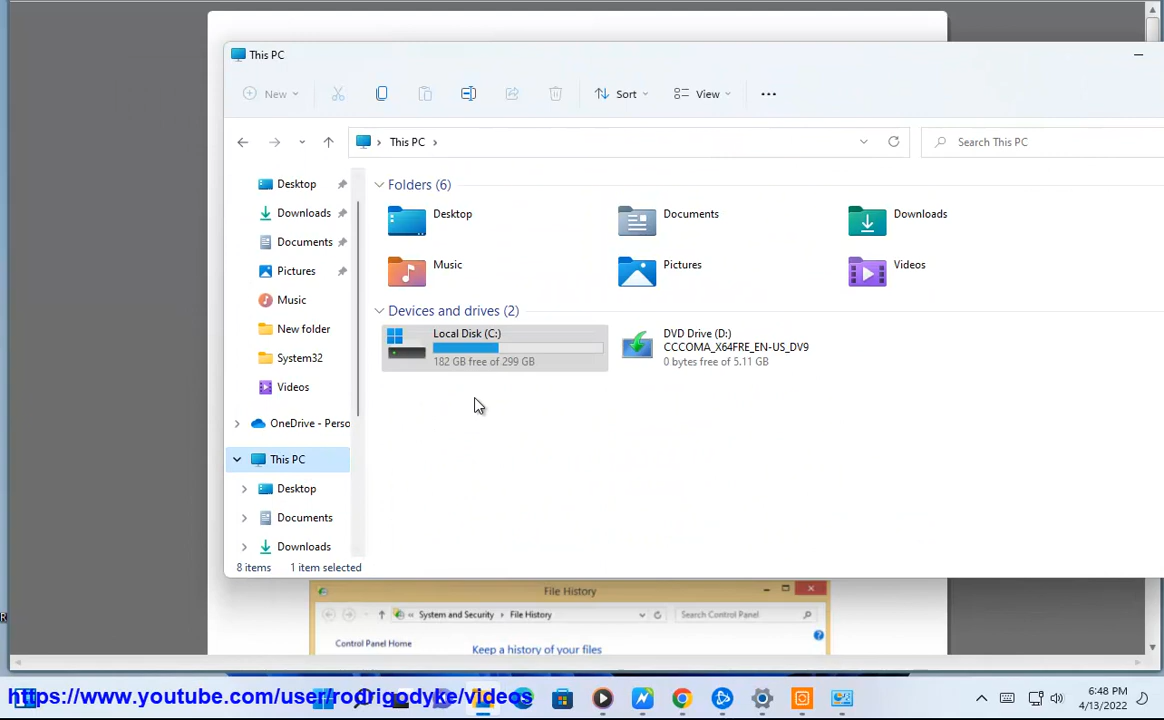 This PC
New
Sort
View
This PC
Search This PC
Desktop
Downloads
Documents
Pictures
Music
New folder
System32
Videos
OneDrive - Perso
This PC
Desktop
Documents
Downloads
Folders (6)
Desktop
Documents
Downloads
Music
Pictures
Videos
Devices and drives (2)
Local Disk (C:)
182 GB free of 299 GB
DVD Drive (D:)
CCCOMA_X64FRE_EN-US_DV9
0 bytes free of 5.11 GB
8 items
1 item selected
File History
« System and Security File History
Search Control Panel
Control Panel Home
Keep a history of your files
https://www.youtube.com/user/rodrigodyke/videos
6:48 PM
4/13/2022